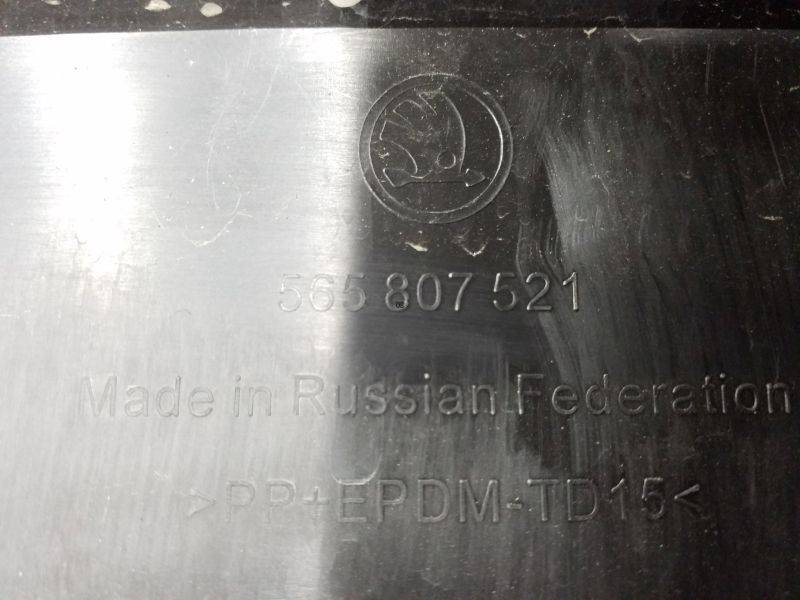 565 807 521
Made in Russian Federation
>PP+EPDM-TD15<